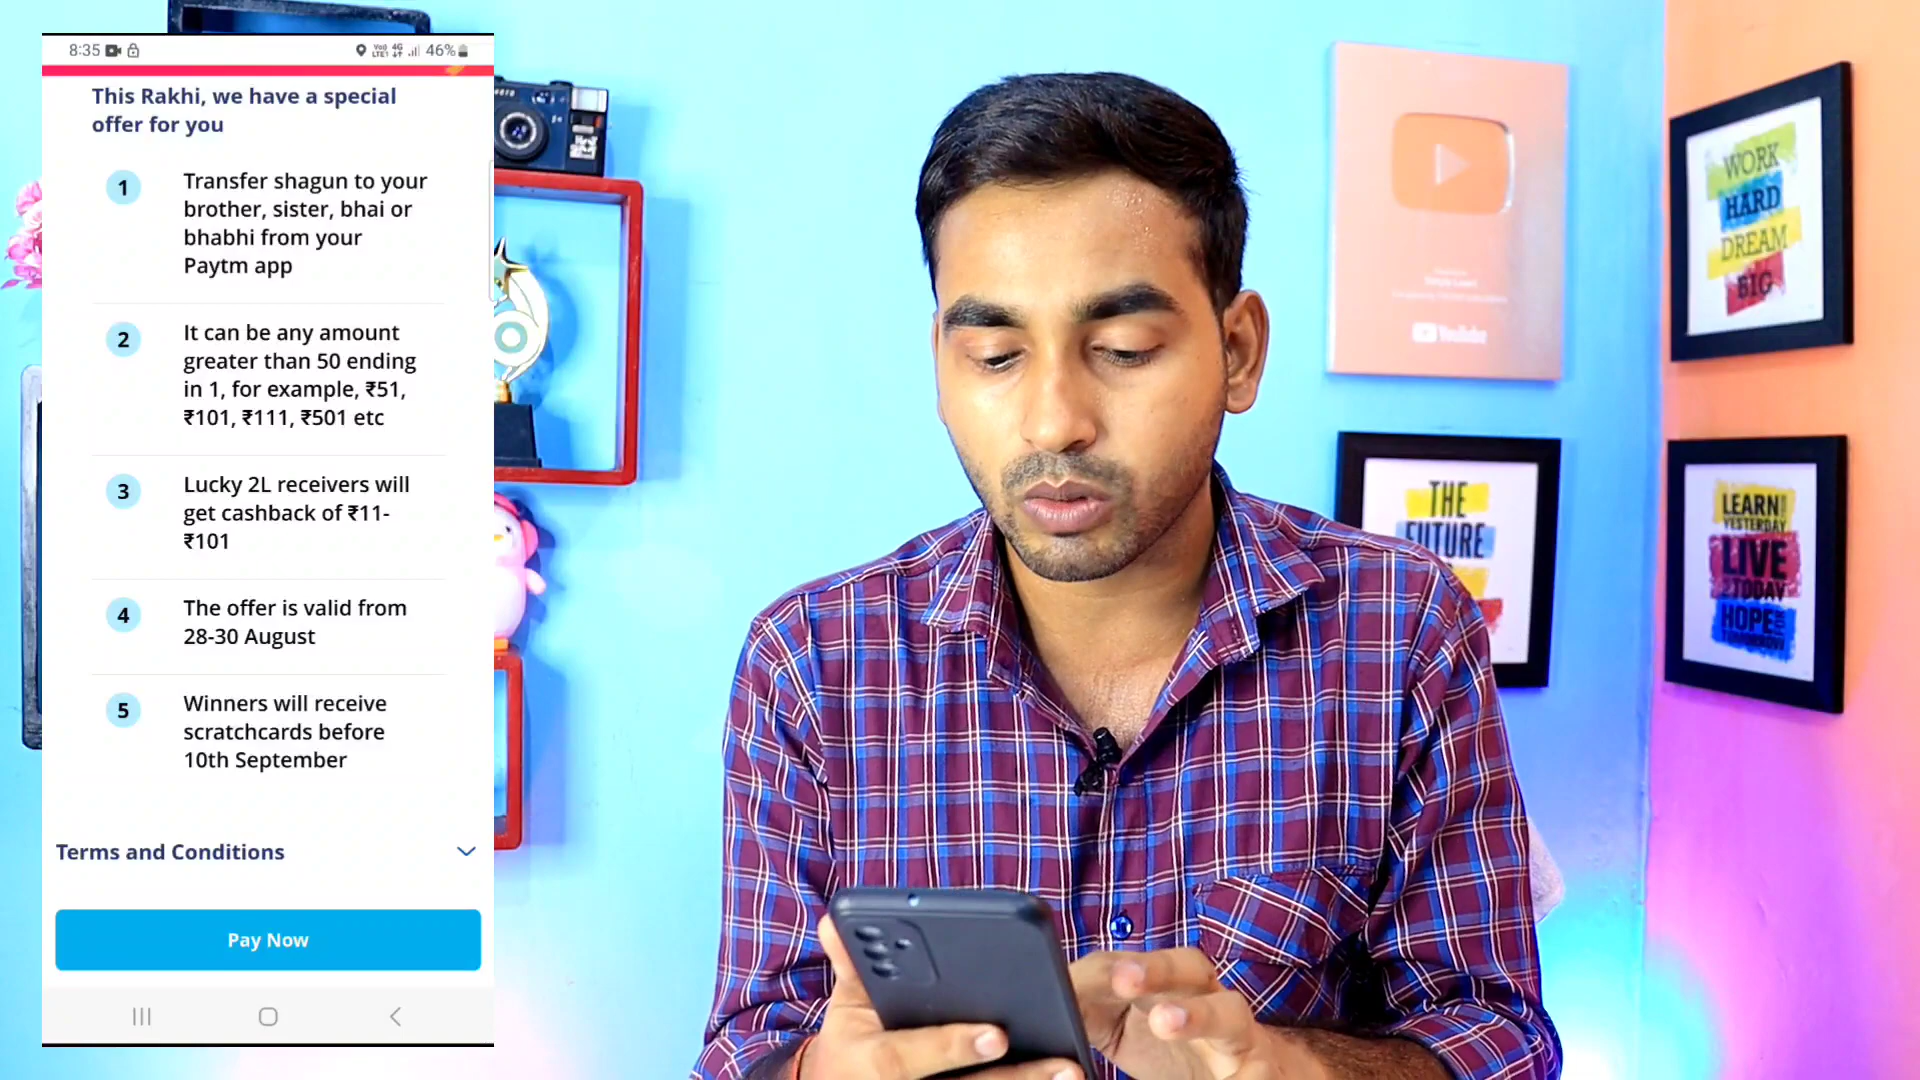 8:35
Vo)
LTE1
4G
46%
This Rakhi, we have a special
offer for you
1
Transfer shagun to your
brother, sister, bhai or
bhabhi from your
Paytm app
2
It can be any amount
greater than 50 ending
in 1, for example, ₹51,
₹101, ₹111, ₹501 etc
3
Lucky 2L receivers will
get cashback of ₹11-
₹101
4
The offer is valid from
28-30 August
5
Winners will receive
scratchcards before
10th September
Terms and Conditions
Pay Now
YouTube
WORK
HARD
DREAM
BIG
THE
FUTURE
LEARN
YESTERDAY
LIVE
TODAY
HOPE
TOMORROW